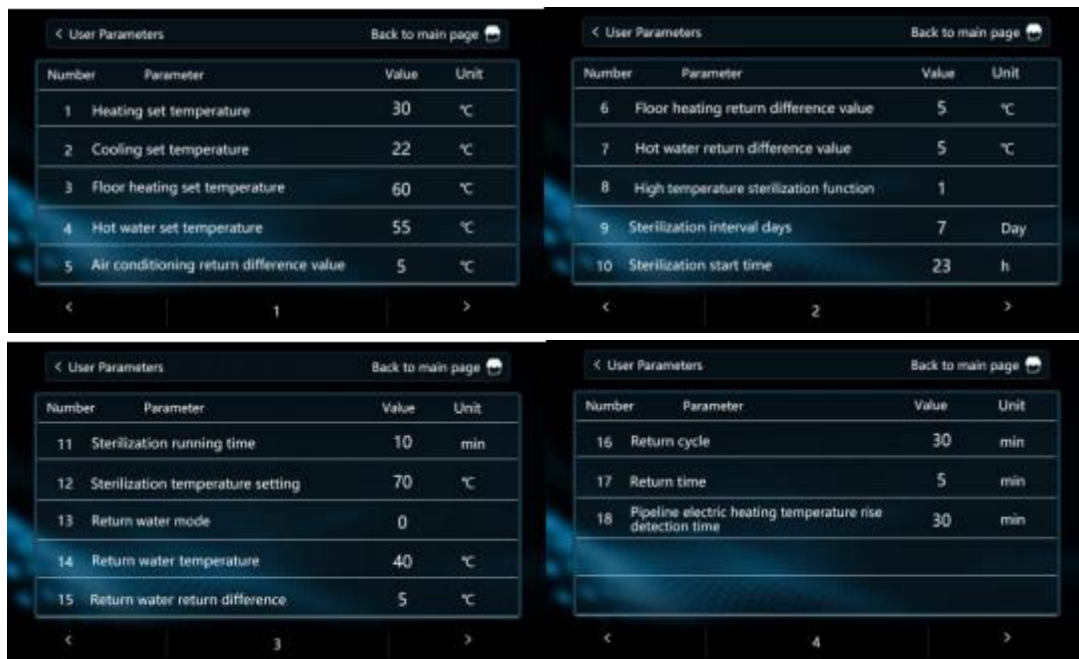 < User Parameters Back to main page
Number Parameter Value Unit
1 Heating set temperature 30 ℃
2 Cooling set temperature 22 ℃
3 Floor heating set temperature 60 ℃
4 Hot water set temperature 55 ℃
5 Air conditioning return difference value 5 ℃
< 1 >
< User Parameters Back to main page
Number Parameter Value Unit
6 Floor heating return difference value 5 ℃
7 Hot water return difference value 5 ℃
8 High temperature sterilization function 1
9 Sterilization interval days 7 Day
10 Sterilization start time 23 h
< 2 >
< User Parameters Back to main page
Number Parameter Value Unit
11 Sterilization running time 10 min
12 Sterilization temperature setting 70 ℃
13 Return water mode 0
14 Return water temperature 40 ℃
15 Return water return difference 5 ℃
< 3 >
< User Parameters Back to main page
Number Parameter Value Unit
16 Return cycle 30 min
17 Return time 5 min
18 Pipeline electric heating temperature rise
detection time 30 min
< 4 >